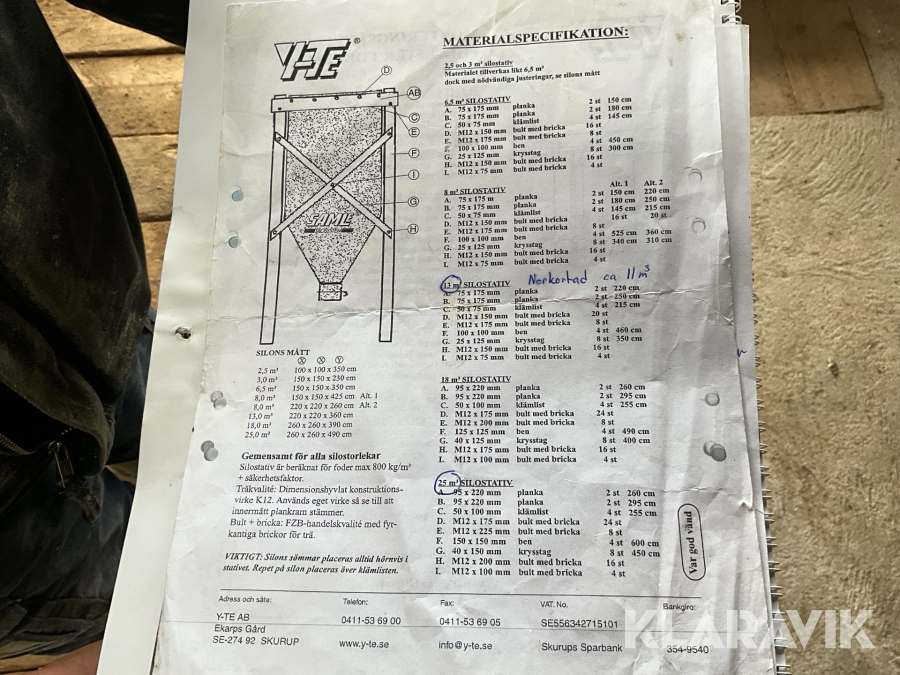 Y-TE®
MATERIALSPECIFIKATION:
2,5 och 3 m³ silostativ
Materialet tillverkas likt 6,5 m³
dock med nödvändiga justeringar, se silons mått
6,5 m³ SILOSTATIV
A. 75 x 175 mm planka 2 st 150 cm
B. 75 x 175 mm planka 2 st 180 cm
C. 50 x 75 mm klämlist 4 st 145 cm
D. M12 x 150 mm bult med bricka 16 st
E. M12 x 175 mm bult med bricka 8 st
F. 100 x 100 mm ben 4 st 450 cm
G. 25 x 125 mm krysstag 8 st 300 cm
H. M12 x 150 mm bult med bricka 16 st
I. M12 x 75 mm bult med bricka 4 st
8 m³ SILOSTATIV Alt. 1 Alt. 2
A. 75 x 175 m planka 2 st 150 cm 220 cm
B. 75 x 175 mm planka 2 st 180 cm 250 cm
C. 50 x 75 mm klämlist 4 st 145 cm 215 cm
D. M12 x 150 mm bult med bricka 16 st 20 st
E. M12 x 175 mm bult med bricka 8 st
F. 100 x 100 mm ben 4 st 525 cm 360 cm
G. 25 x 125 mm krysstag 8 st 340 cm 310 cm
H. M12 x 150 mm bult med bricka 16 st
I. M12 x 75 mm bult med bricka 4 st
13 m³ SILOSTATIV Nerkortad ca 11 m³
A. 75 x 175 mm planka 2 st 220 cm
B. 75 x 175 mm planka 2 st 250 cm
C. 50 x 75 mm klämlist 4 st 215 cm
D. M12 x 150 mm bult med bricka 20 st
E. M12 x 175 mm bult med bricka 8 st
F. 100 x 100 mm ben 4 st 460 cm
G. 25 x 125 mm krysstag 8 st 350 cm
H. M12 x 150 mm bult med bricka 16 st
I. M12 x 75 mm bult med bricka 4 st
18 m³ SILOSTATIV
A. 95 x 220 mm planka 2 st 260 cm
B. 95 x 220 mm planka 2 st 295 cm
C. 50 x 100 mm klämlist 4 st 255 cm
D. M12 x 175 mm bult med bricka 24 st
E. M12 x 200 mm bult med bricka 8 st
F. 125 x 125 mm ben 4 st 490 cm
G. 40 x 125 mm krysstag 8 st 400 cm
H. M12 x 175 mm bult med bricka 16 st
I. M12 x 100 mm bult med bricka 4 st
25 m³ SILOSTATIV
A. 95 x 220 mm planka 2 st 260 cm
B. 95 x 220 mm planka 2 st 295 cm
C. 50 x 100 mm klämlist 4 st 255 cm
D. M12 x 175 mm bult med bricka 24 st
E. M12 x 225 mm bult med bricka 8 st
F. 150 x 150 mm ben 4 st 600 cm
G. 40 x 150 mm krysstag 8 st 450 cm
H. M12 x 200 mm bult med bricka 16 st
I. M12 x 100 mm bult med bricka 4 st
Var god vänd
D
AB
C
E
F
I
G
H
SILONS MÅTT
X X Y
2,5 m³ 100 x 100 x 350 cm
3,0 m³ 150 x 150 x 230 cm
6,5 m³ 150 x 150 x 350 cm
8,0 m³ 150 x 150 x 425 cm Alt. 1
8,0 m³ 220 x 220 x 260 cm Alt. 2
13,0 m³ 220 x 220 x 360 cm
18,0 m³ 260 x 260 x 390 cm
25,0 m³ 260 x 260 x 490 cm
Gemensamt för alla silostorlekar
Silostativ är beräknat för foder max 800 kg/m³
+ säkerhetsfaktor.
Träkvalité: Dimensionshyvlat konstruktions-
virke K12. Används eget virke så se till att
innermått plankram stämmer.
Bult + bricka: FZB-handelskvalité med fyr-
kantiga brickor för trä.
VIKTIGT: Silons sömmar placeras alltid hörnvis i
stativet. Repet på silon placeras över klämlisten.
Adress och säte: Telefon: Fax: VAT. No. Bankgiro:
Y-TE AB 0411-53 69 00 0411-53 69 05 SE556342715101
Ekarps Gård
SE-274 92 SKURUP www.y-te.se info@y-te.se Skurups Sparbank 354-9540
KLARAVIK